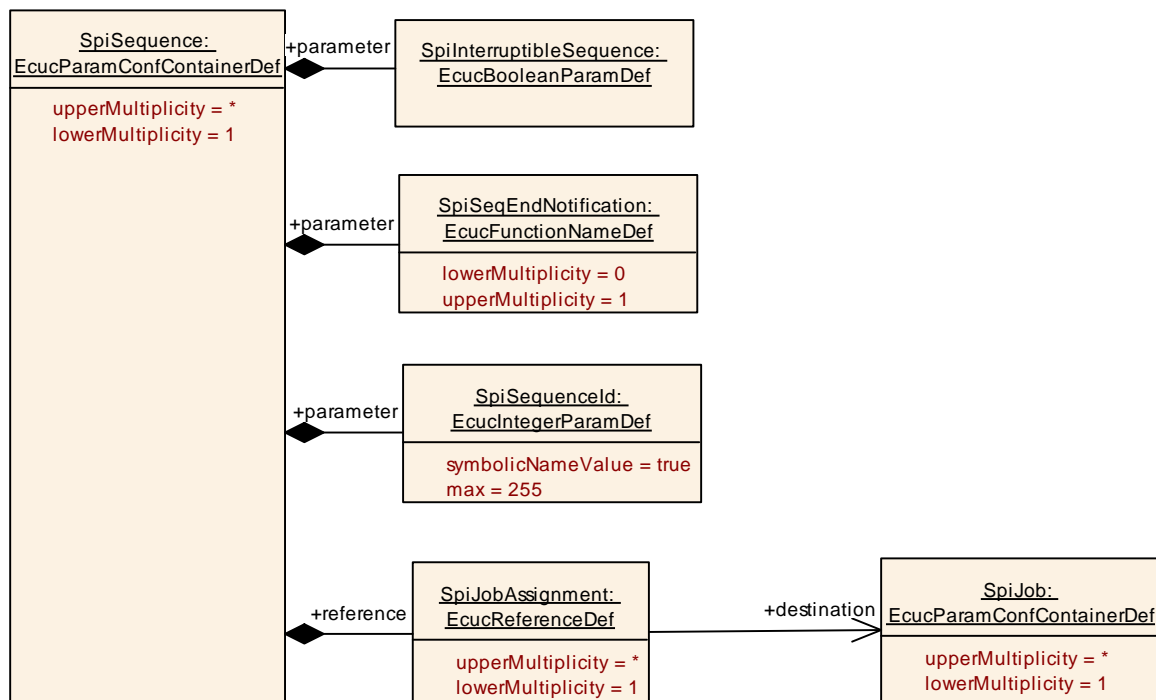 SpiSequence:
EcucParamConfContainerDef
upperMultiplicity = *
lowerMultiplicity = 1
+parameter
SpiInterruptibleSequence:
EcucBooleanParamDef
+parameter
SpiSeqEndNotification:
EcucFunctionNameDef
lowerMultiplicity = 0
upperMultiplicity = 1
+parameter
SpiSequenceId:
EcucIntegerParamDef
symbolicNameValue = true
max = 255
+reference
SpiJobAssignment:
EcucReferenceDef
upperMultiplicity = *
lowerMultiplicity = 1
+destination
SpiJob:
EcucParamConfContainerDef
upperMultiplicity = *
lowerMultiplicity = 1